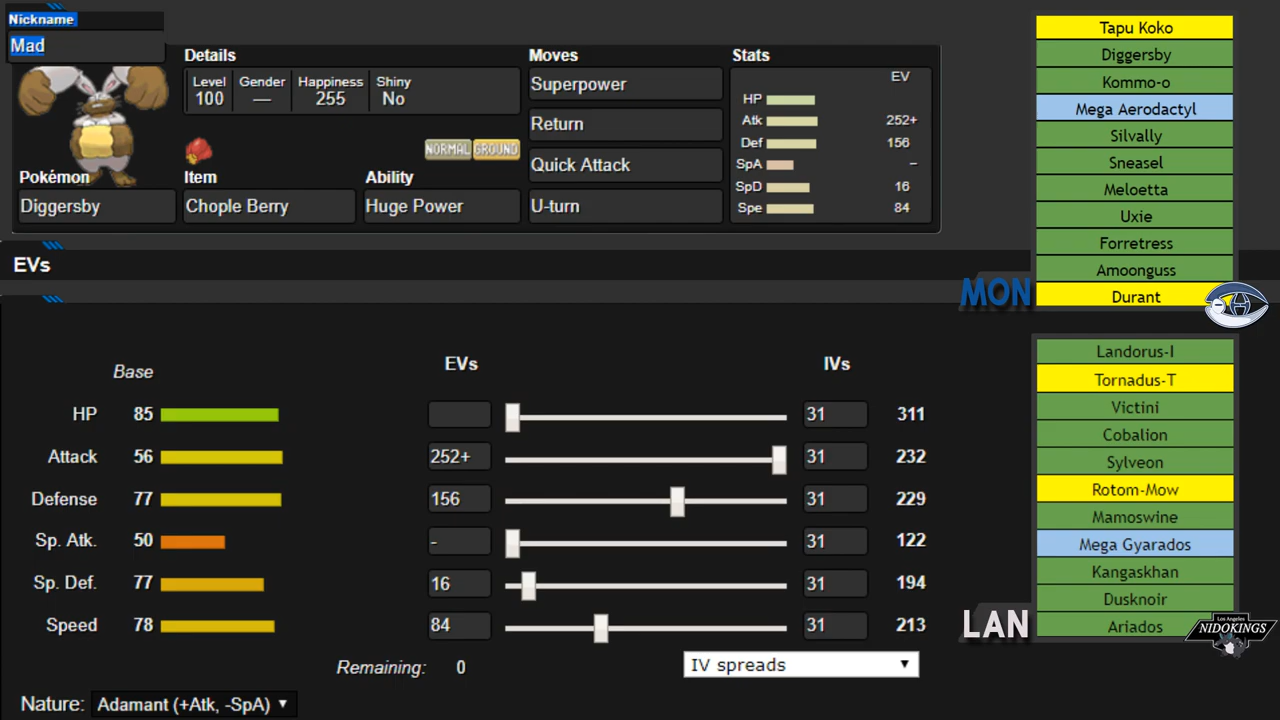 Nickname
Mad
Details
Level Gender Happiness Shiny
100 — 255 No
NORMAL GROUND
Pokémon Item Ability
Diggersby Chople Berry Huge Power
Moves
Superpower
Return
Quick Attack
U-turn
Stats
EV
HP
Atk 252+
Def 156
SpA –
SpD 16
Spe 84
EVs
Base EVs IVs
HP 85 31 311
Attack 56 252+ 31 232
Defense 77 156 31 229
Sp. Atk. 50 - 31 122
Sp. Def. 77 16 31 194
Speed 78 84 31 213
Remaining: 0
IV spreads
Nature: Adamant (+Atk, -SpA)
Tapu Koko
Diggersby
Kommo-o
Mega Aerodactyl
Silvally
Sneasel
Meloetta
Uxie
Forretress
Amoonguss
Durant
MON
Landorus-I
Tornadus-T
Victini
Cobalion
Sylveon
Rotom-Mow
Mamoswine
Mega Gyarados
Kangaskhan
Dusknoir
Ariados
LAN
Los Angeles
NIDOKINGS